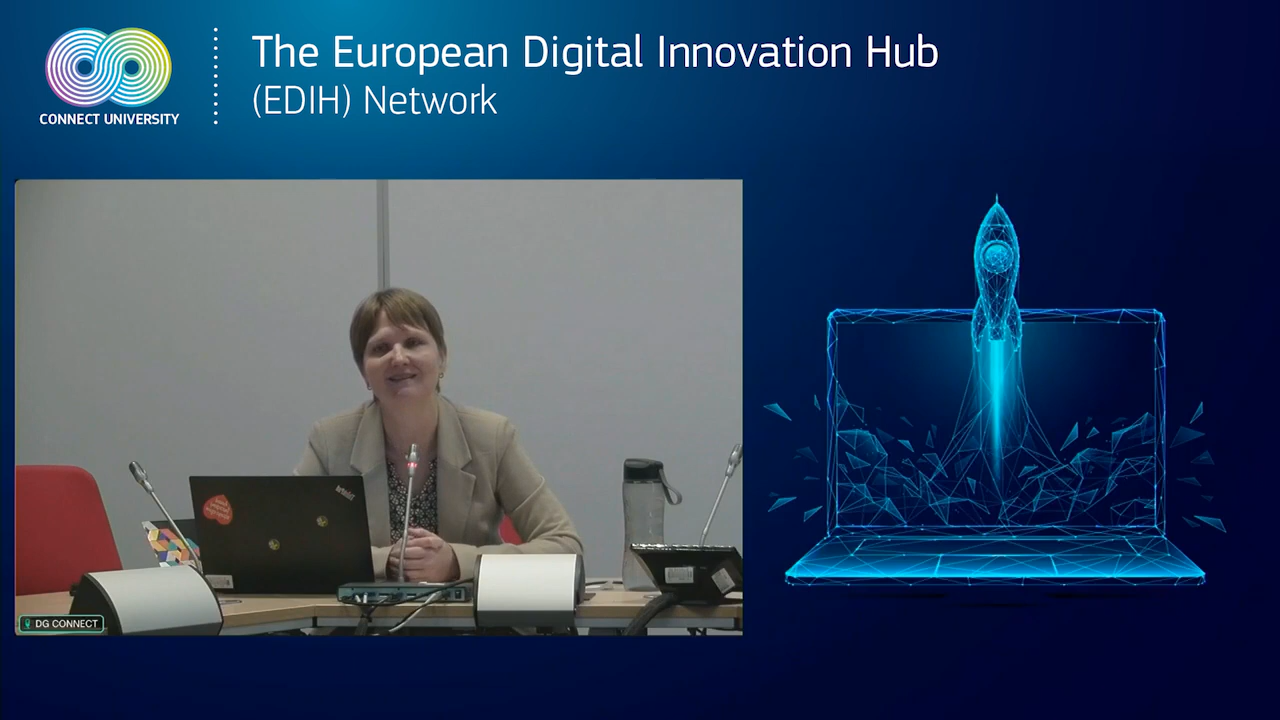 The European Digital Innovation Hub
(EDIH) Network
CONNECT UNIVERSITY
DG CONNECT